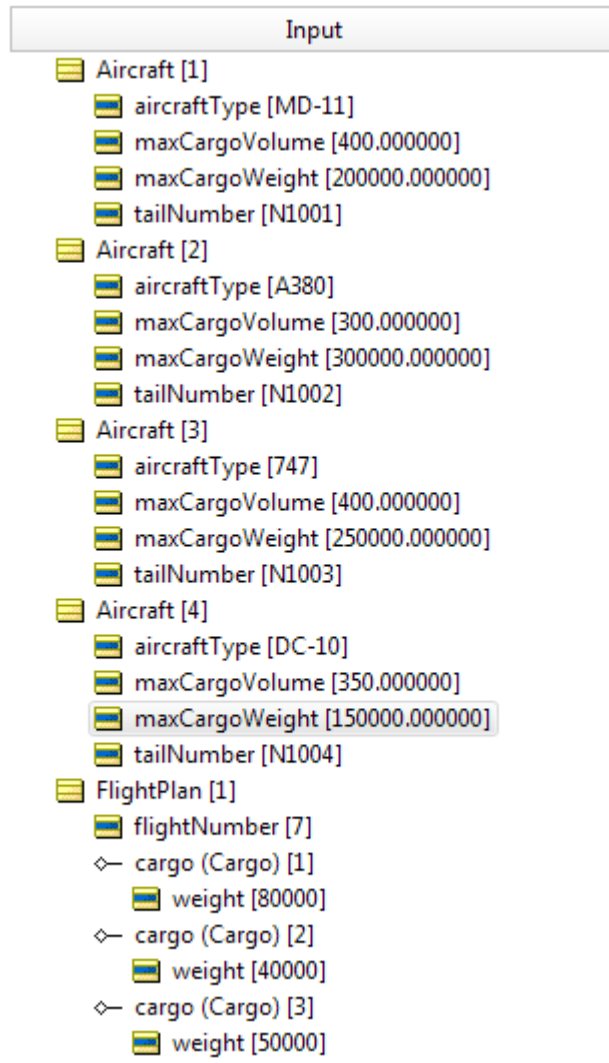 Input
Aircraft [1]
aircraftType [MD-11]
maxCargoVolume [400.000000]
maxCargoWeight [200000.000000]
tailNumber [N1001]
Aircraft [2]
aircraftType [A380]
maxCargoVolume [300.000000]
maxCargoWeight [300000.000000]
tailNumber [N1002]
Aircraft [3]
aircraftType [747]
maxCargoVolume [400.000000]
maxCargoWeight [250000.000000]
tailNumber [N1003]
Aircraft [4]
aircraftType [DC-10]
maxCargoVolume [350.000000]
maxCargoWeight [150000.000000]
tailNumber [N1004]
FlightPlan [1]
flightNumber [7]
cargo (Cargo) [1]
weight [80000]
cargo (Cargo) [2]
weight [40000]
cargo (Cargo) [3]
weight [50000]